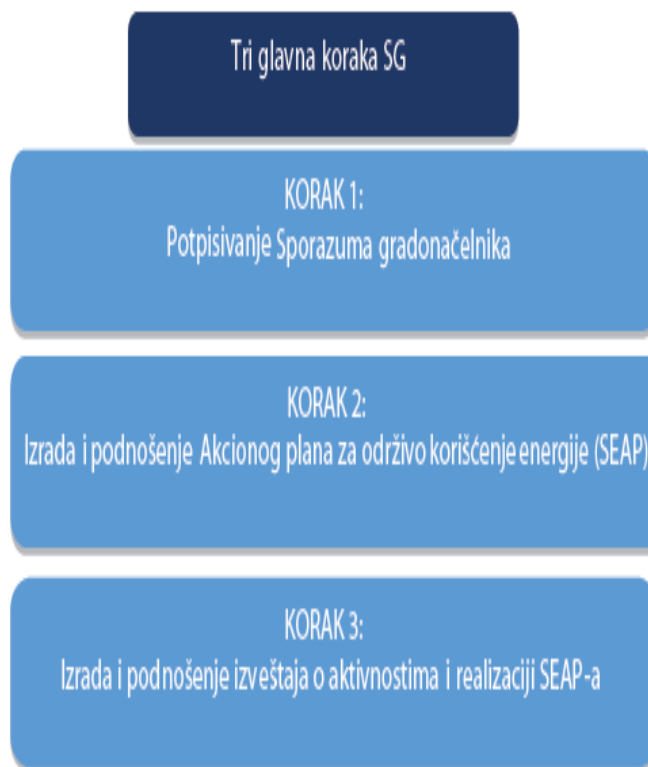 Tri glavna koraka SG
KORAK 1:
Potpisivanje Sporazuma gradonačelnika
KORAK 2:
Izrada i podnošenje Akcionog plana za održivo korišćenje energije (SEAP)
KORAK 3:
Izrada i podnošenje izveštaja o aktivnostima i realizaciji SEAP-a